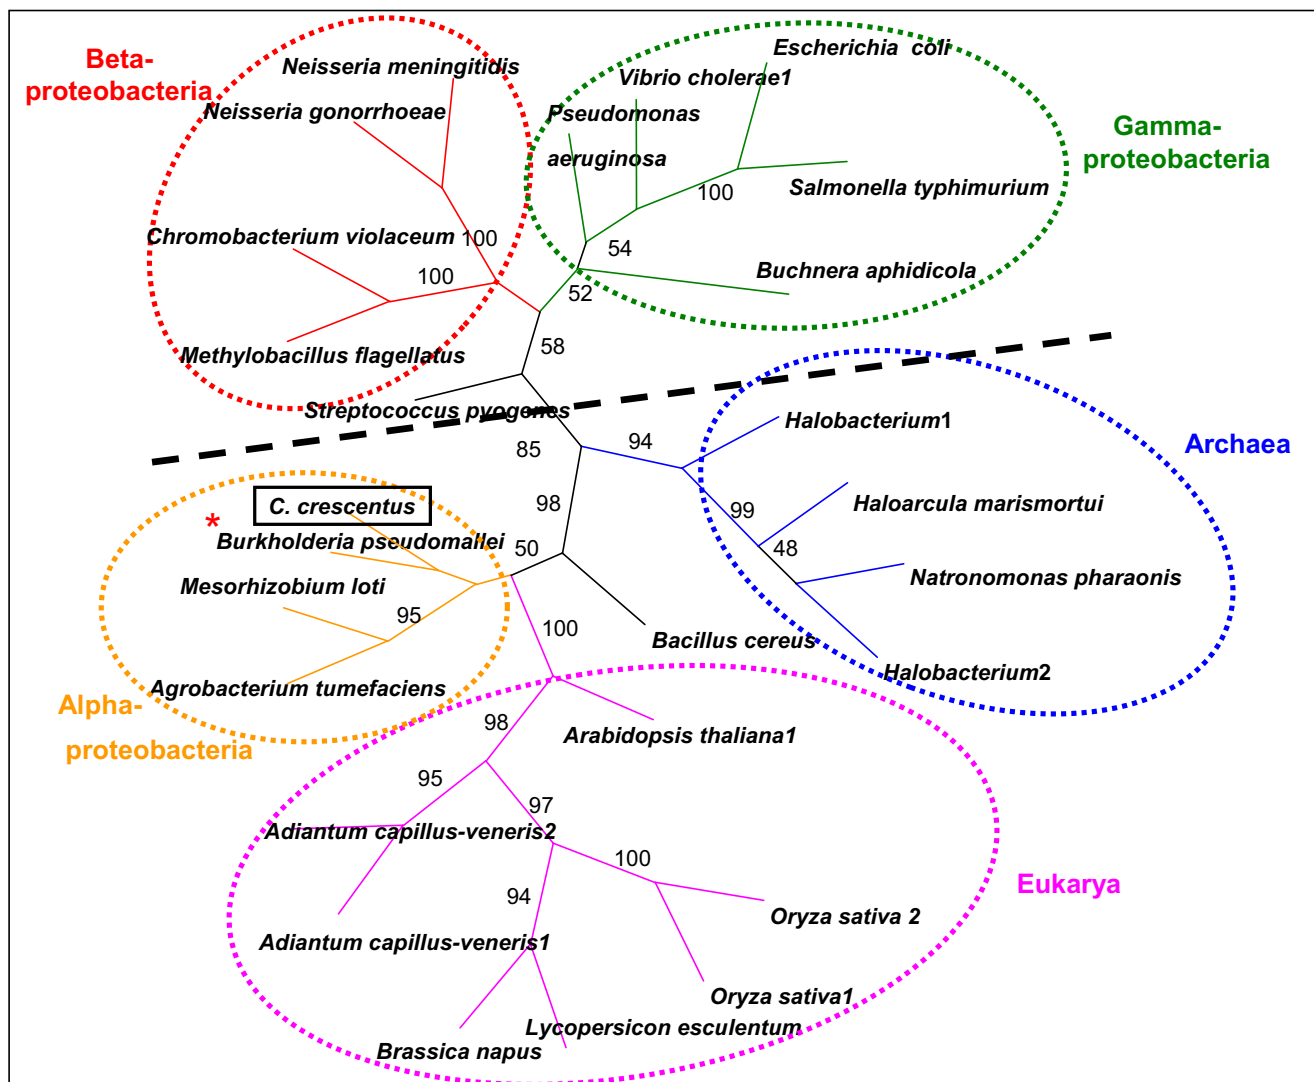 Beta-
proteobacteria
Neisseria meningitidis
Neisseria gonorrhoeae
Chromobacterium violaceum
100
100
Methylobacillus flagellatus
Escherichia coli
Vibrio cholerae1
Pseudomonas
aeruginosa
Gamma-
proteobacteria
Salmonella typhimurium
100
54
Buchnera aphidicola
52
58
Streptococcus pyogenes
85
94
Halobacterium1
Archaea
99
Haloarcula marismortui
48
Natronomonas pharaonis
Halobacterium2
98
50
C. crescentus
*
Burkholderia pseudomallei
Mesorhizobium loti
95
Agrobacterium tumefaciens
Alpha-
proteobacteria
100
Bacillus cereus
Arabidopsis thaliana1
98
95
97
Adiantum capillus-veneris2
100
Eukarya
94
Oryza sativa 2
Adiantum capillus-veneris1
Oryza sativa1
Lycopersicon esculentum
Brassica napus